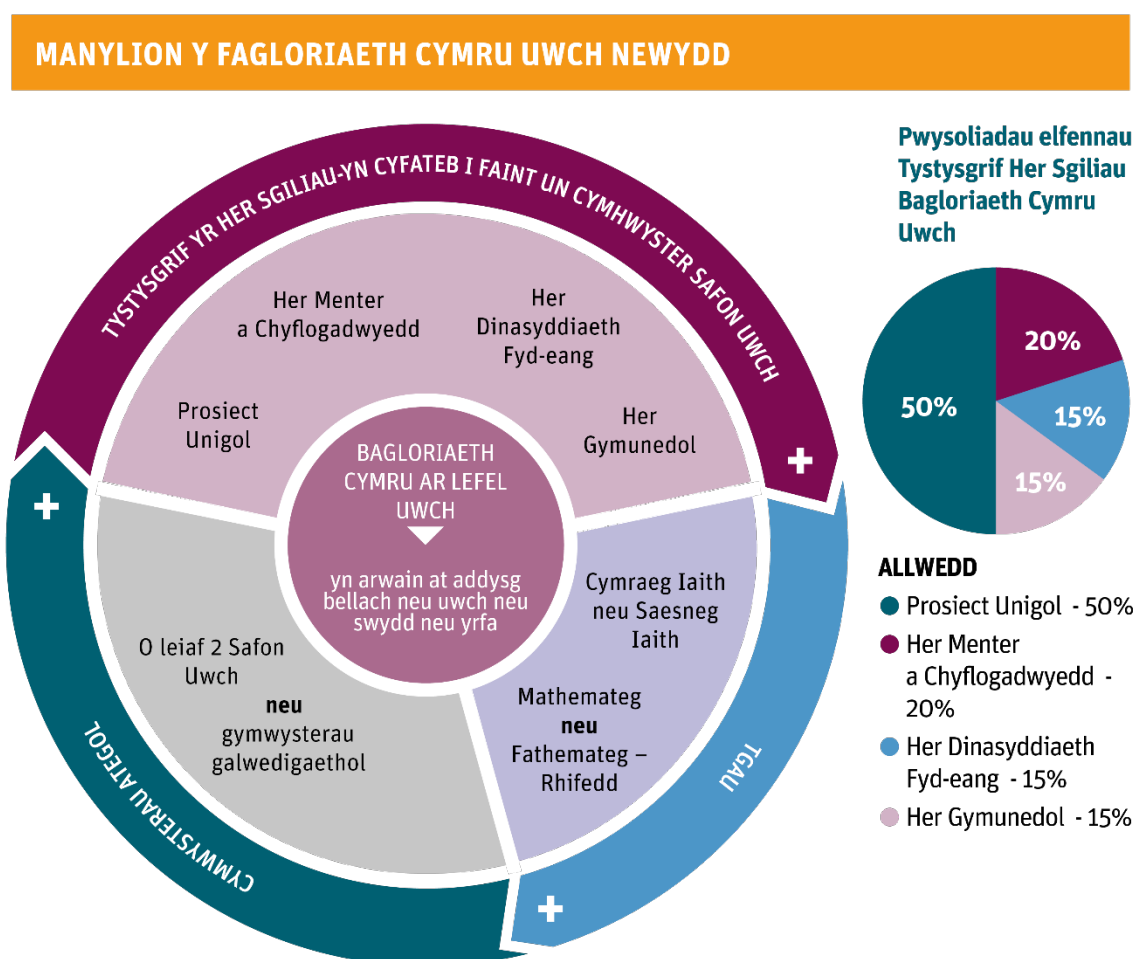 MANYLION Y FAGLORIAETH CYMRU UWCH NEWYDD
TYSTYSGRIF YR HER SGILIAU-YN CYFATEB I FAINT UN CYMHWYSTER SAFON UWCH
Her Menter
a Chyflogadwyedd
Her
Dinasyddiaeth
Fyd-eang
Prosiect
Unigol
Her
Gymunedol
+
+
BAGLORIAETH
CYMRU AR LEFEL
UWCH
yn arwain at addysg
bellach neu uwch neu
swydd neu yrfa
Cymraeg Iaith
neu Saesneg
Iaith
Mathemateg
neu
Fathemateg –
Rhifedd
TGAU
O leiaf 2 Safon
Uwch
neu
gymwysterau
galwedigaethol
CYMWYSTERAU ATEGOL
+
Pwysoliadau elfennau
Tystysgrif Her Sgiliau
Bagloriaeth Cymru
Uwch
20%
50%
15%
15%
ALLWEDD
Prosiect Unigol - 50%
Her Menter
a Chyflogadwyedd -
20%
Her Dinasyddiaeth
Fyd-eang - 15%
Her Gymunedol - 15%